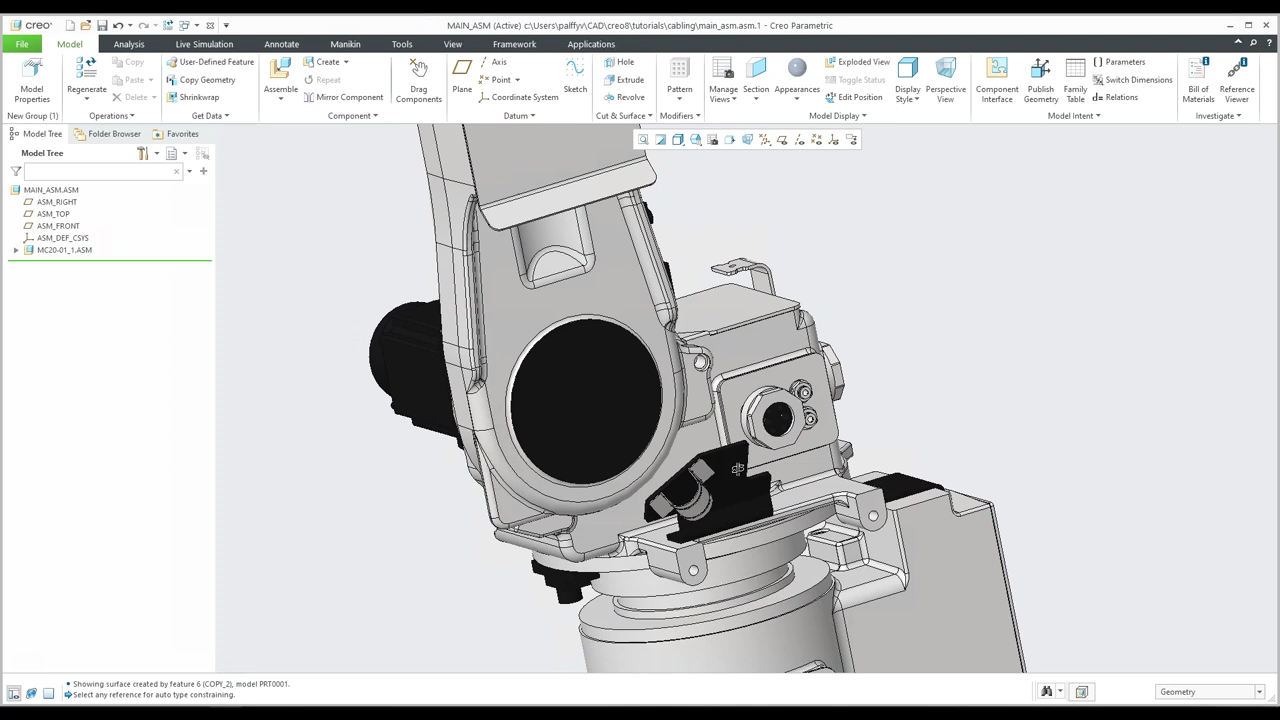 creo
MAIN_ASM (Active) c:\Users\palffyv\CAD\creo8\tutorials\cabling\main_asm.asm.1 - Creo Parametric
File Model Analysis Live Simulation Annotate Manikin Tools View Framework Applications
Model Properties
New Group (1)
Regenerate
Copy
Paste
Delete
Operations
User-Defined Feature
Copy Geometry
Shrinkwrap
Get Data
Assemble
Create
Repeat
Mirror Component
Drag Components
Component
Plane
Axis
Point
Coordinate System
Sketch
Datum
Hole
Extrude
Revolve
Cut & Surface
Pattern
Modifiers
Manage Views
Section
Appearances
Exploded View
Toggle Status
Edit Position
Display Style
Perspective View
Model Display
Component Interface
Publish Geometry
Family Table
Parameters
Switch Dimensions
Relations
Model Intent
Bill of Materials
Reference Viewer
Investigate
Model Tree Folder Browser Favorites
Model Tree
MAIN_ASM.ASM
ASM_RIGHT
ASM_TOP
ASM_FRONT
ASM_DEF_CSYS
MC20-01_1.ASM
• Showing surface created by feature 6 (COPY_2), model PRT0001.
Select any reference for auto type constraining.
Geometry